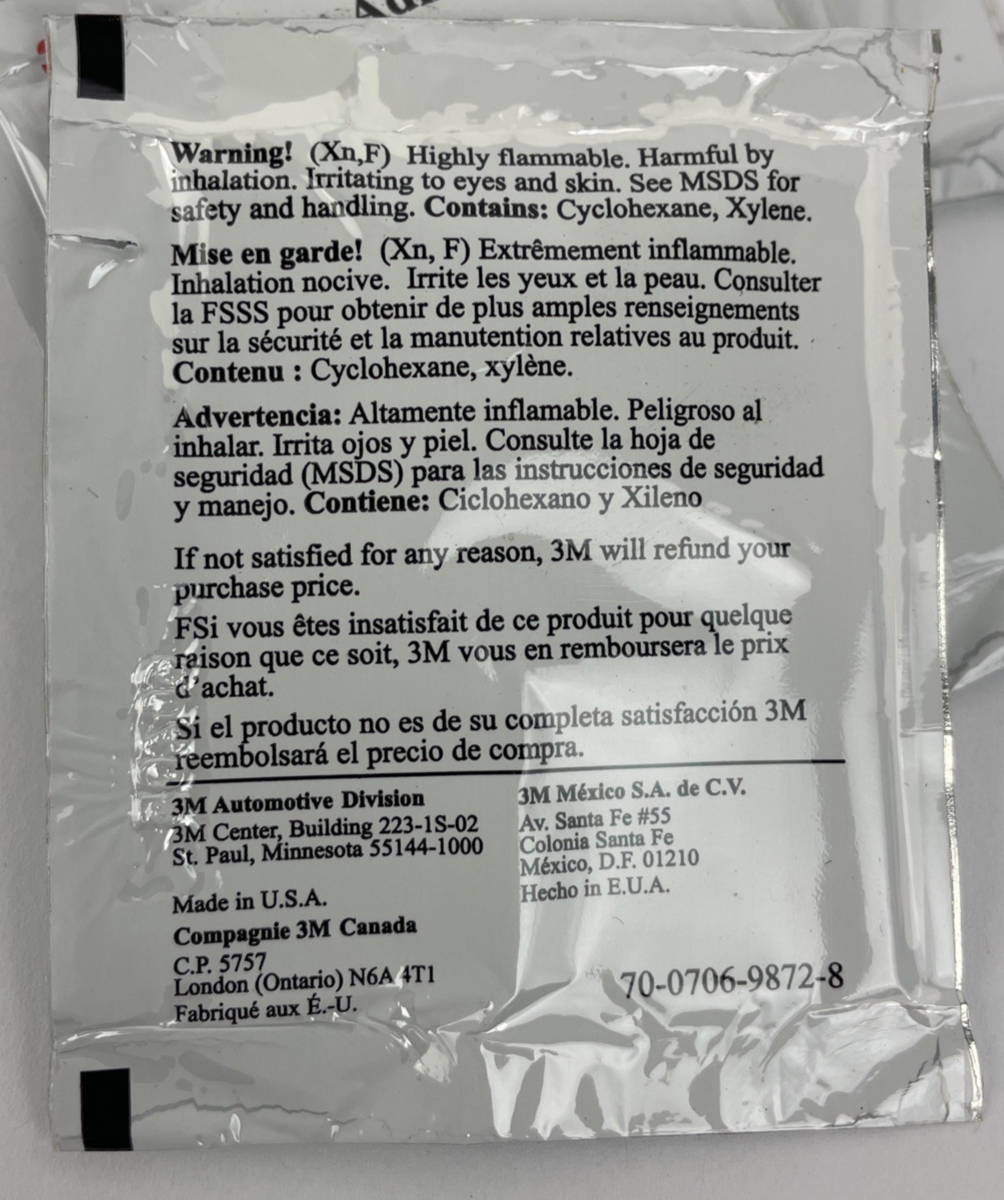 Warning! (Xn,F) Highly flammable. Harmful by
inhalation. Irritating to eyes and skin. See MSDS for
safety and handling. Contains: Cyclohexane, Xylene.
Mise en garde! (Xn, F) Extrêmement inflammable.
Inhalation nocive. Irrite les yeux et la peau. Consulter
la FSSS pour obtenir de plus amples renseignements
sur la sécurité et la manutention relatives au produit.
Contenu : Cyclohexane, xylène.
Advertencia: Altamente inflamable. Peligroso al
inhalar. Irrita ojos y piel. Consulte la hoja de
seguridad (MSDS) para las instrucciones de seguridad
y manejo. Contiene: Ciclohexano y Xileno
If not satisfied for any reason, 3M will refund your
purchase price.
FSi vous êtes insatisfait de ce produit pour quelque
raison que ce soit, 3M vous en remboursera le prix
d'achat.
Si el producto no es de su completa satisfacción 3M
reembolsará el precio de compra.
3M Automotive Division
3M Center, Building 223-1S-02
St. Paul, Minnesota 55144-1000
Made in U.S.A.
Compagnie 3M Canada
C.P. 5757
London (Ontario) N6A 4T1
Fabriqué aux É.-U.
3M México S.A. de C.V.
Av. Santa Fe #55
Colonia Santa Fe
México, D.F. 01210
Hecho in E.U.A.
70-0706-9872-8